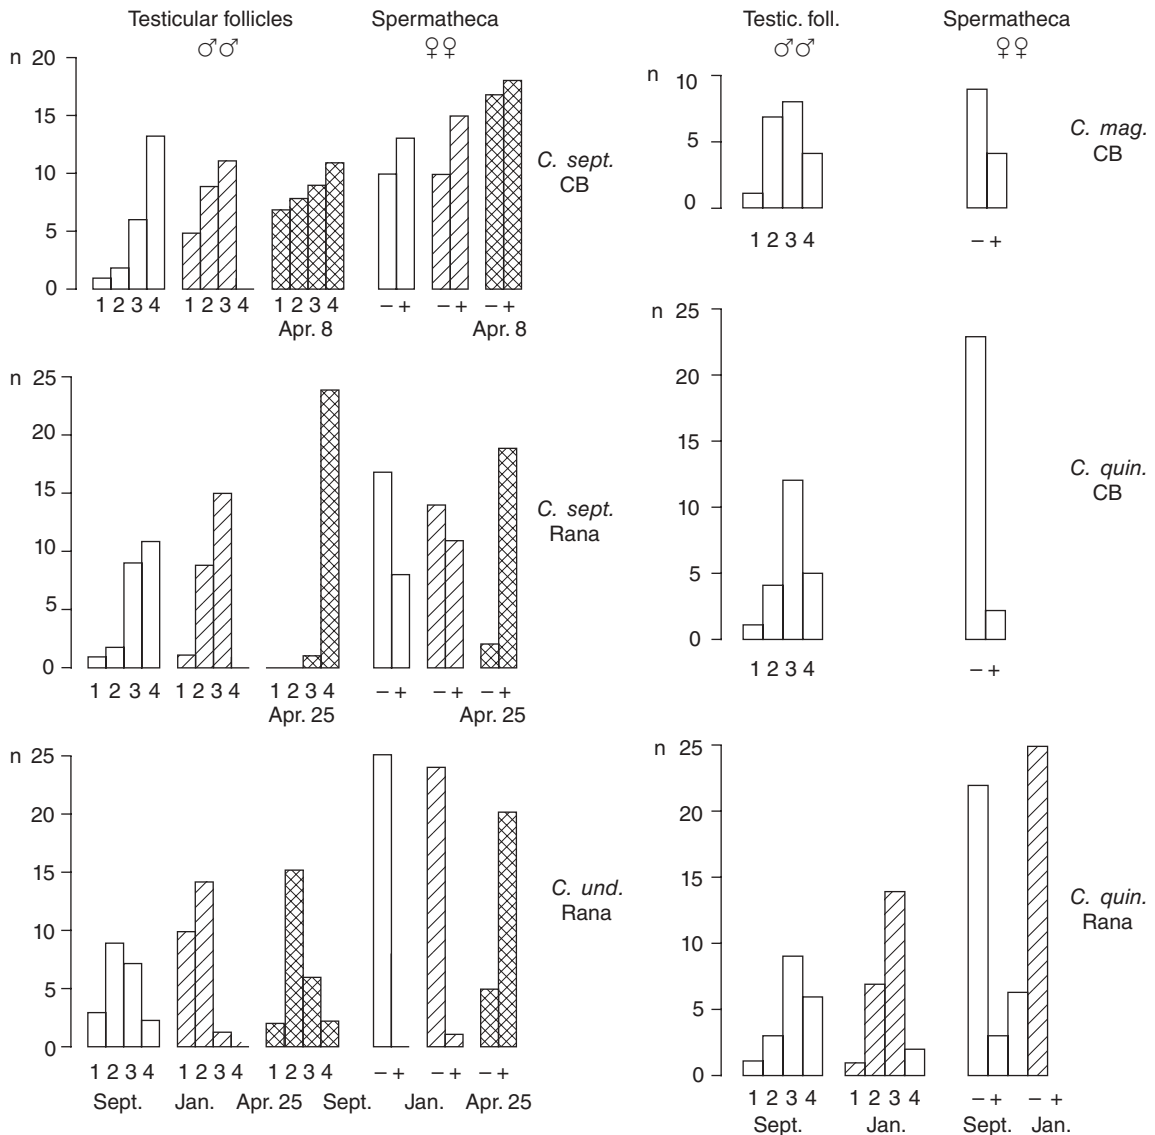 Testicular follicles Spermatheca
♂♂ ♀♀
n 20
15
10
5
0
1 2 3 4 1 2 3 4 1 2 3 4 – + – + – +
Apr. 8 Apr. 8
C. sept.
CB
n 25
20
15
10
5
0
1 2 3 4 1 2 3 4 1 2 3 4 – + – + – +
Apr. 25 Apr. 25
C. sept.
Rana
n 25
20
15
10
5
0
1 2 3 4 1 2 3 4 1 2 3 4 – + – + – +
Sept. Jan. Apr. 25 Sept. Jan. Apr. 25
C. und.
Rana
Testic. foll. Spermatheca
♂♂ ♀♀
n 10
5
0
1 2 3 4 – +
C. mag.
CB
n 25
20
15
10
5
0
1 2 3 4 – +
C. quin.
CB
n 25
20
15
10
5
0
1 2 3 4 1 2 3 4 – + – +
Sept. Jan. Sept. Jan.
C. quin.
Rana